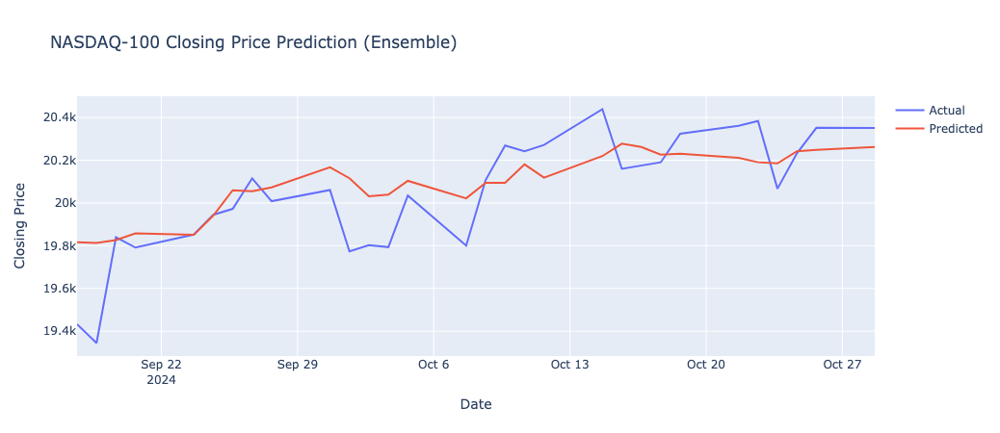 NASDAQ-100 Closing Price Prediction (Ensemble)
Actual
Predicted
20.4k
20.2k
20k
19.8k
19.6k
19.4k
Closing Price
Sep 22
2024
Sep 29
Oct 6
Oct 13
Oct 20
Oct 27
Date